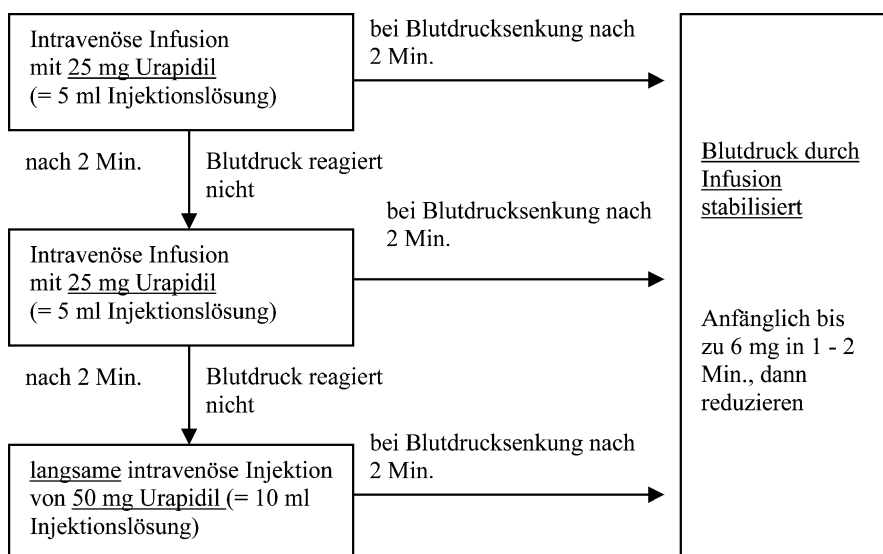 Intravenöse Infusion
mit 25 mg Urapidil
(= 5 ml Injektionslösung)
bei Blutdrucksenkung nach
2 Min.
nach 2 Min.
Blutdruck reagiert
nicht
Intravenöse Infusion
mit 25 mg Urapidil
(= 5 ml Injektionslösung)
bei Blutdrucksenkung nach
2 Min.
nach 2 Min.
Blutdruck reagiert
nicht
langsame intravenöse Injektion
von 50 mg Urapidil (= 10 ml
Injektionslösung)
bei Blutdrucksenkung nach
2 Min.
Blutdruck durch
Infusion
stabilisiert
Anfänglich bis
zu 6 mg in 1 - 2
Min., dann
reduzieren